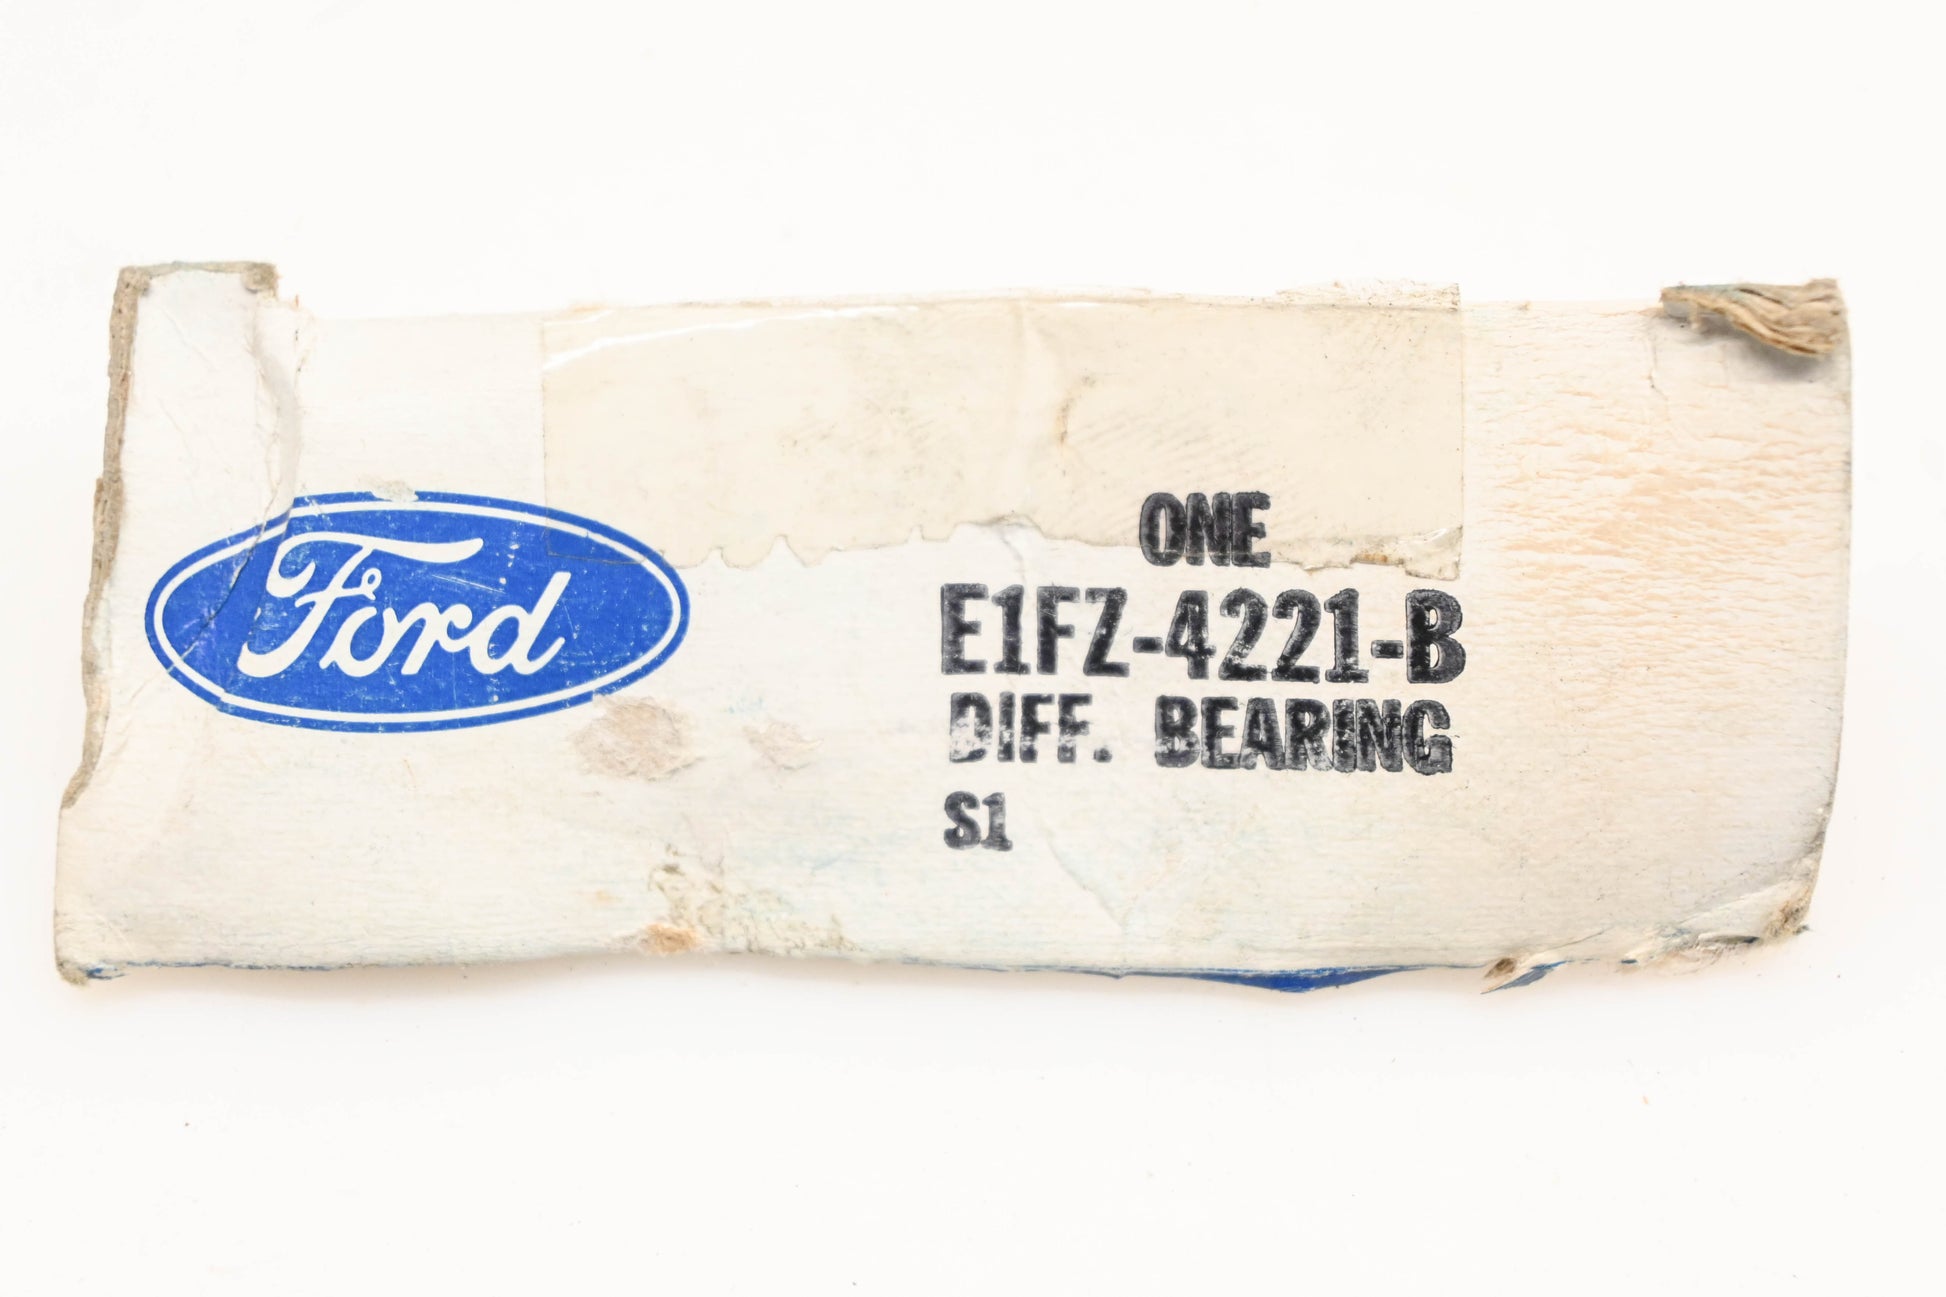 Ford
ONE
E1FZ-4221-B
DIFF. BEARING
S1